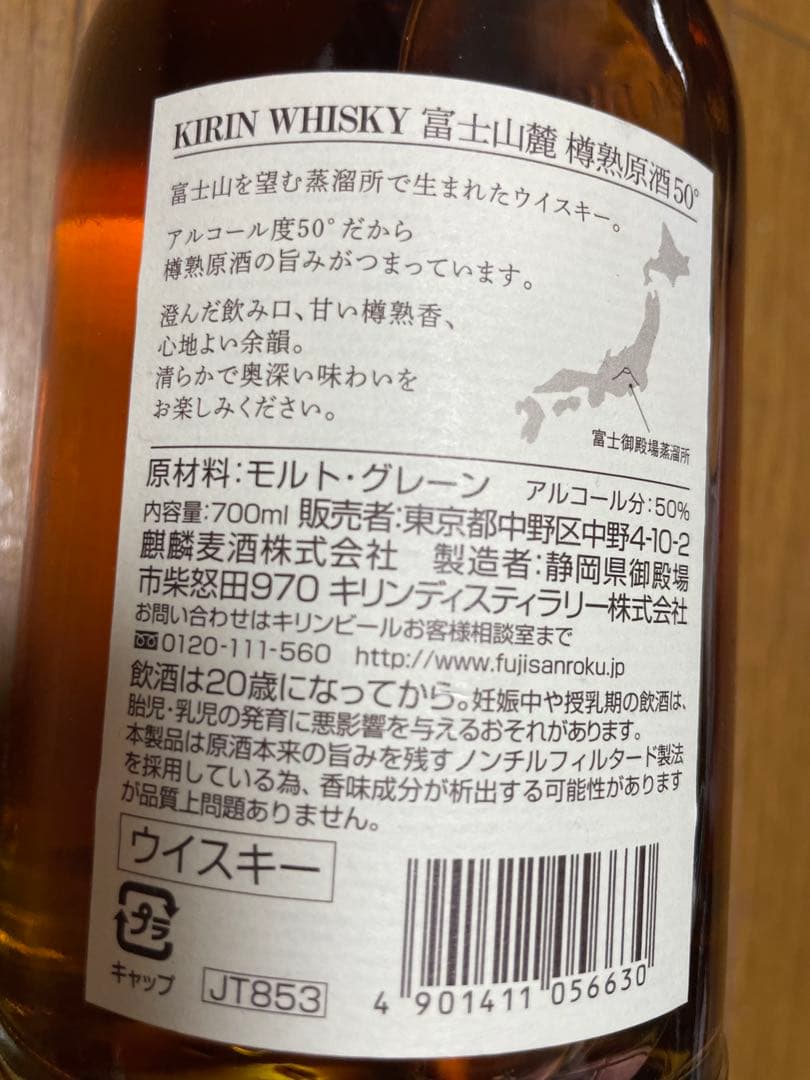 KIRIN WHISKY 富士山麓 樽熟原酒50°
富士山を望む蒸溜所で生まれたウイスキー。
アルコール度50°だから
樽熟原酒の旨みがつまっています。
澄んだ飲み口、甘い樽熟香、
心地よい余韻。
清らかで奥深い味わいを
お楽しみください。
富士御殿場蒸溜所
原材料:モルト・グレーン アルコール分:50%
内容量:700ml 販売者:東京都中野区中野4-10-2
麒麟麦酒株式会社 製造者:静岡県御殿場
市柴怒田970 キリンディスティラリー株式会社
お問い合わせはキリンビールお客様相談室まで
0120-111-560 http://www.fujisanroku.jp
飲酒は20歳になってから。妊娠中や授乳期の飲酒は、
胎児・乳児の発育に悪影響を与えるおそれがあります。
本製品は原酒本来の旨みを残すノンチルフィルタード製法
を採用している為、香味成分が析出する可能性があります
が品質上問題ありません。
ウイスキー
プラ
キャップ
JT853
4 901411 056630